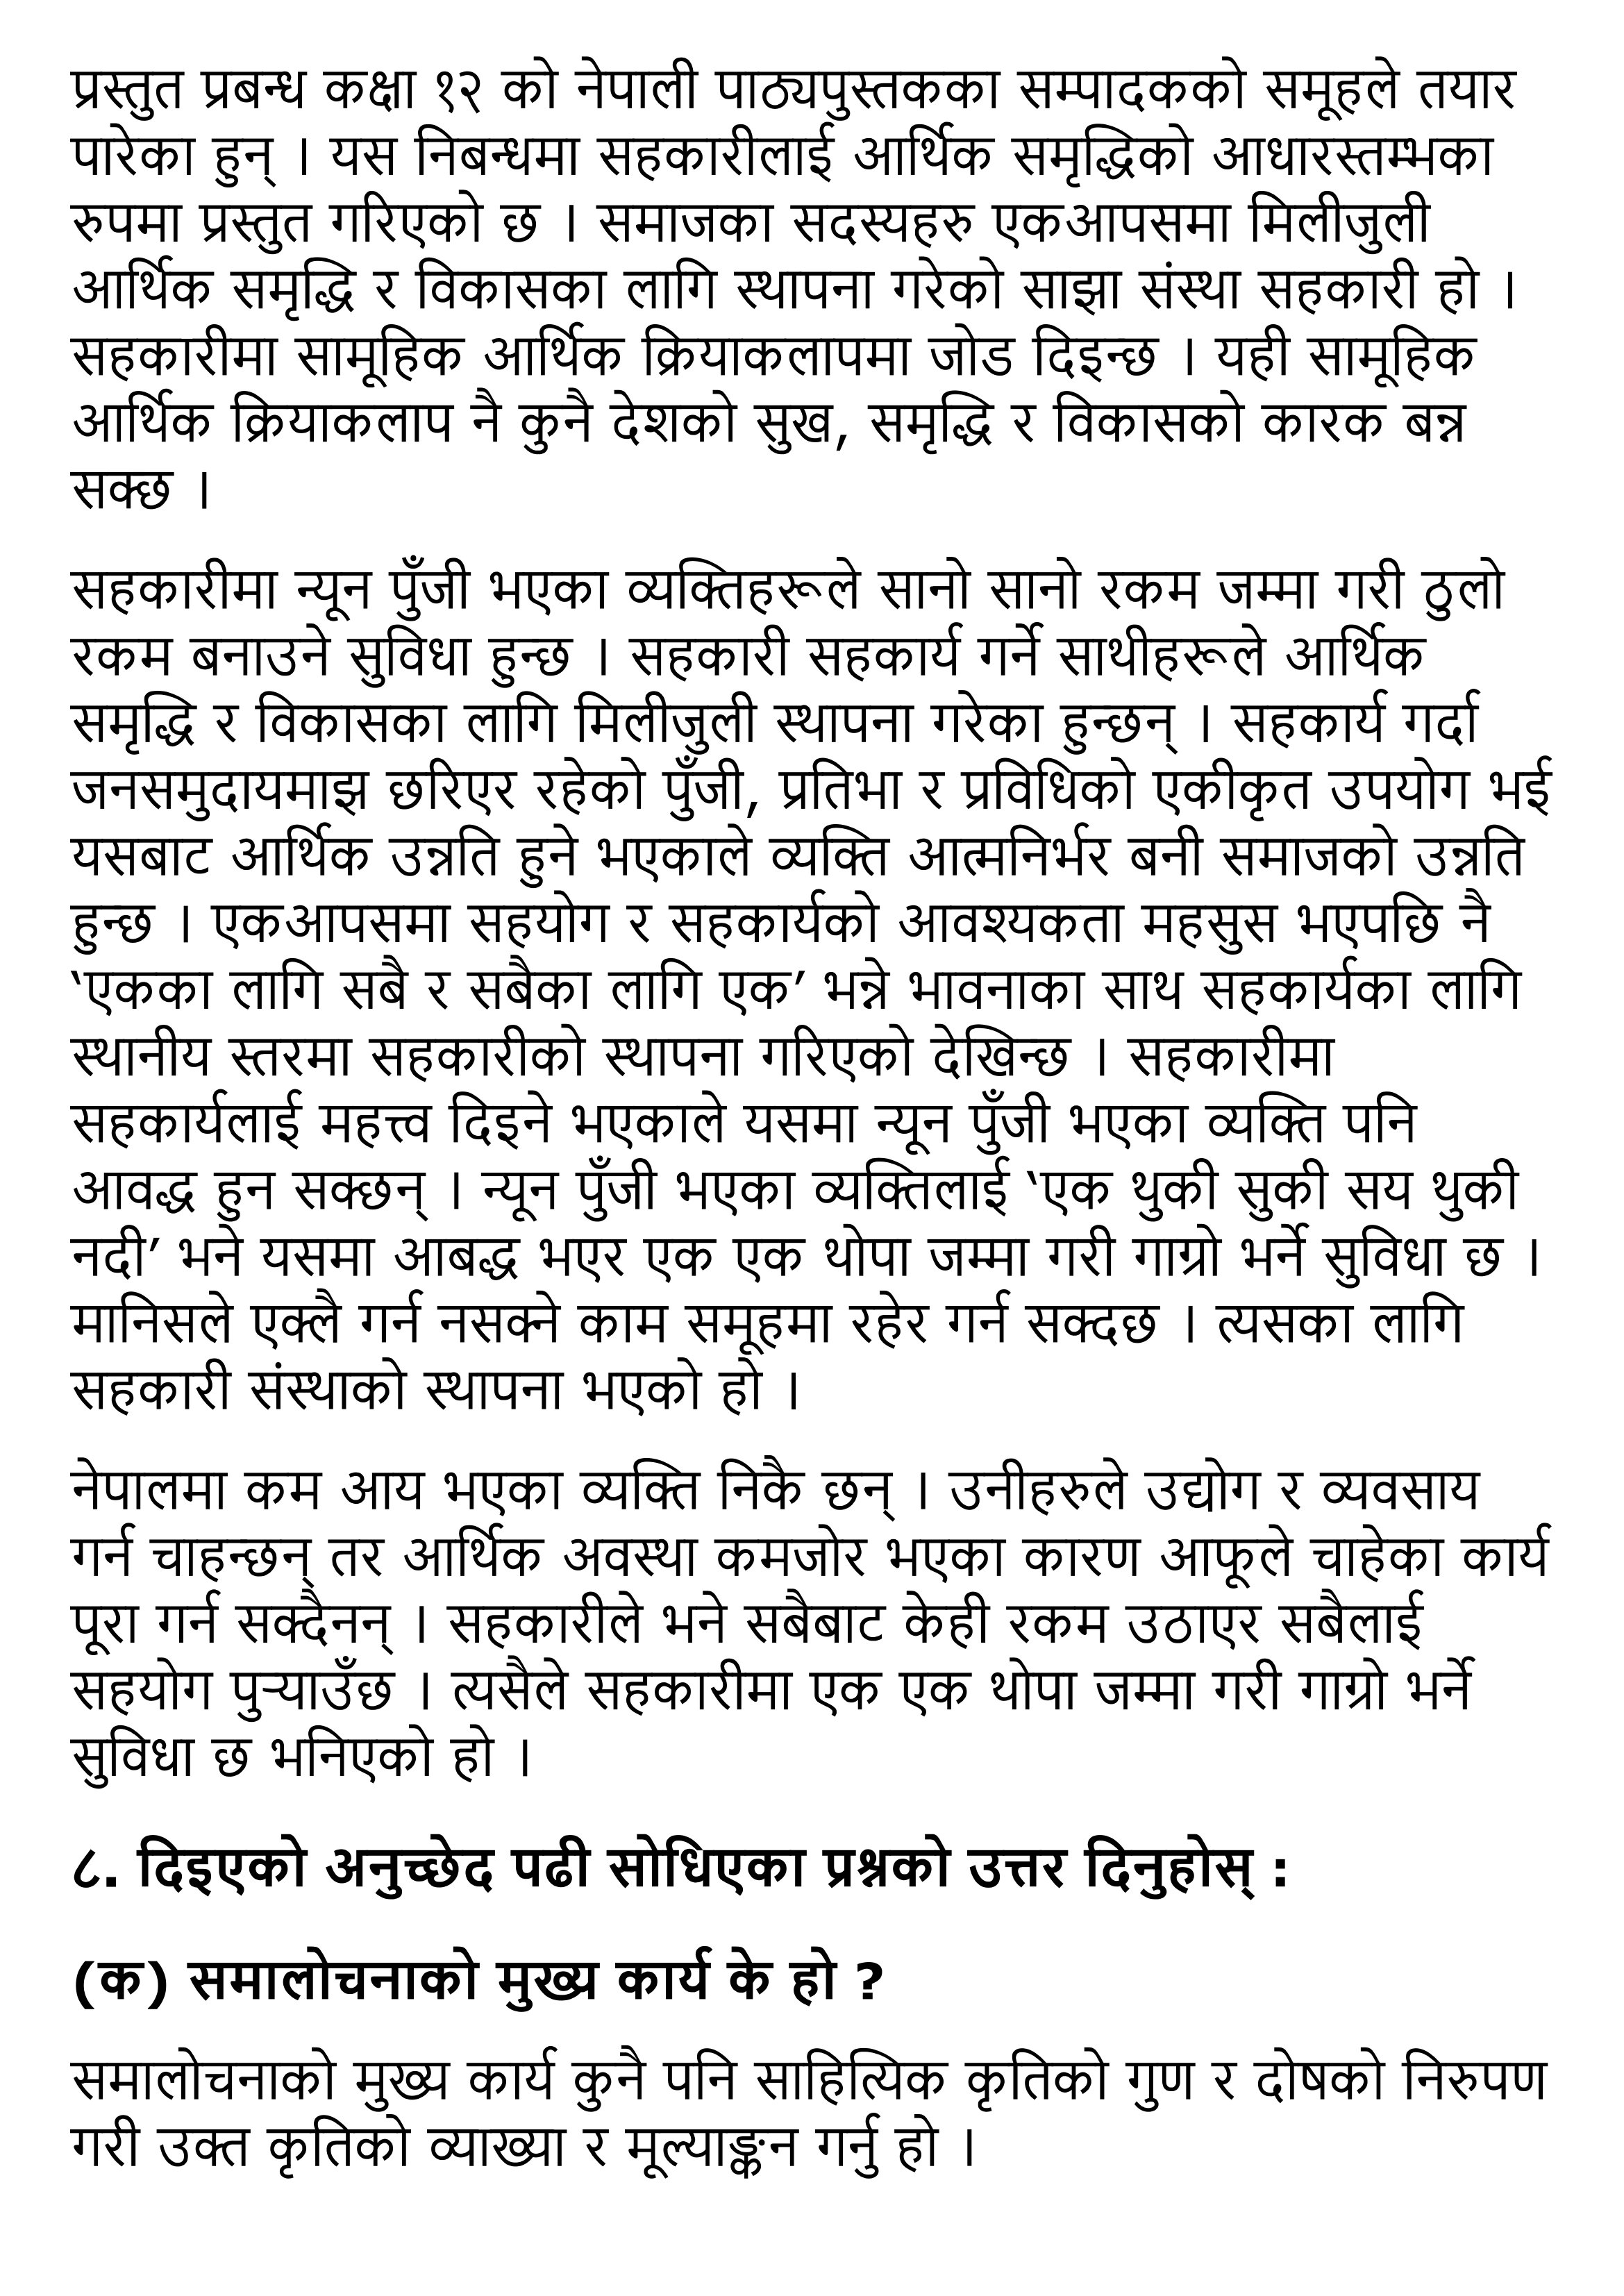 प्रस्तुत प्रबन्ध कक्षा १२ को नेपाली पाठ्यपुस्तकका सम्पादकको समूहले तयार
पारेका हुन् । यस निबन्धमा सहकारीलाई आर्थिक समृद्धिको आधारस्तम्भका
रुपमा प्रस्तुत गरिएको छ । समाजका सदस्यहरु एकआपसमा मिलीजुली
आर्थिक समृद्धि र विकासका लागि स्थापना गरेको साझा संस्था सहकारी हो ।
सहकारीमा सामूहिक आर्थिक क्रियाकलापमा जोड दिइन्छ । यही सामूहिक
आर्थिक क्रियाकलाप नै कुनै देशको सुख, समृद्धि र विकासको कारक बन्न
सक्छ ।
सहकारीमा न्यून पुँजी भएका व्यक्तिहरूले सानो सानो रकम जम्मा गरी ठुलो
रकम बनाउने सुविधा हुन्छ । सहकारी सहकार्य गर्ने साथीहरूले आर्थिक
समृद्धि र विकासका लागि मिलीजुली स्थापना गरेका हुन्छन् । सहकार्य गर्दा
जनसमुदायमाझ छरिएर रहेको पुँजी, प्रतिभा र प्रविधिको एकीकृत उपयोग भई
यसबाट आर्थिक उन्नति हुने भएकाले व्यक्ति आत्मनिर्भर बनी समाजको उन्नति
हुन्छ । एकआपसमा सहयोग र सहकार्यको आवश्यकता महसुस भएपछि नै
‘एकका लागि सबै र सबैका लागि एक’ भन्ने भावनाका साथ सहकार्यका लागि
स्थानीय स्तरमा सहकारीको स्थापना गरिएको देखिन्छ । सहकारीमा
सहकार्यलाई महत्त्व दिइने भएकाले यसमा न्यून पुँजी भएका व्यक्ति पनि
आवद्ध हुन सक्छन् । न्यून पुँजी भएका व्यक्तिलाई ‘एक थुकी सुकी सय थुकी
नदी’ भने यसमा आबद्ध भएर एक एक थोपा जम्मा गरी गाग्रो भर्ने सुविधा छ ।
मानिसले एक्लै गर्न नसक्ने काम समूहमा रहेर गर्न सक्दछ । त्यसका लागि
सहकारी संस्थाको स्थापना भएको हो ।
नेपालमा कम आय भएका व्यक्ति निकै छन् । उनीहरुले उद्योग र व्यवसाय
गर्न चाहन्छन् तर आर्थिक अवस्था कमजोर भएका कारण आफूले चाहेका कार्य
पूरा गर्न सक्दैनन् । सहकारीले भने सबैबाट केही रकम उठाएर सबैलाई
सहयोग पुऱ्याउँछ । त्यसैले सहकारीमा एक एक थोपा जम्मा गरी गाग्रो भर्ने
सुविधा छ भनिएको हो ।
८. दिइएको अनुच्छेद पढी सोधिएका प्रश्नको उत्तर दिनुहोस् :
(क) समालोचनाको मुख्य कार्य के हो ?
समालोचनाको मुख्य कार्य कुनै पनि साहित्यिक कृतिको गुण र दोषको निरुपण
गरी उक्त कृतिको व्याख्या र मूल्याङ्कन गर्नु हो ।